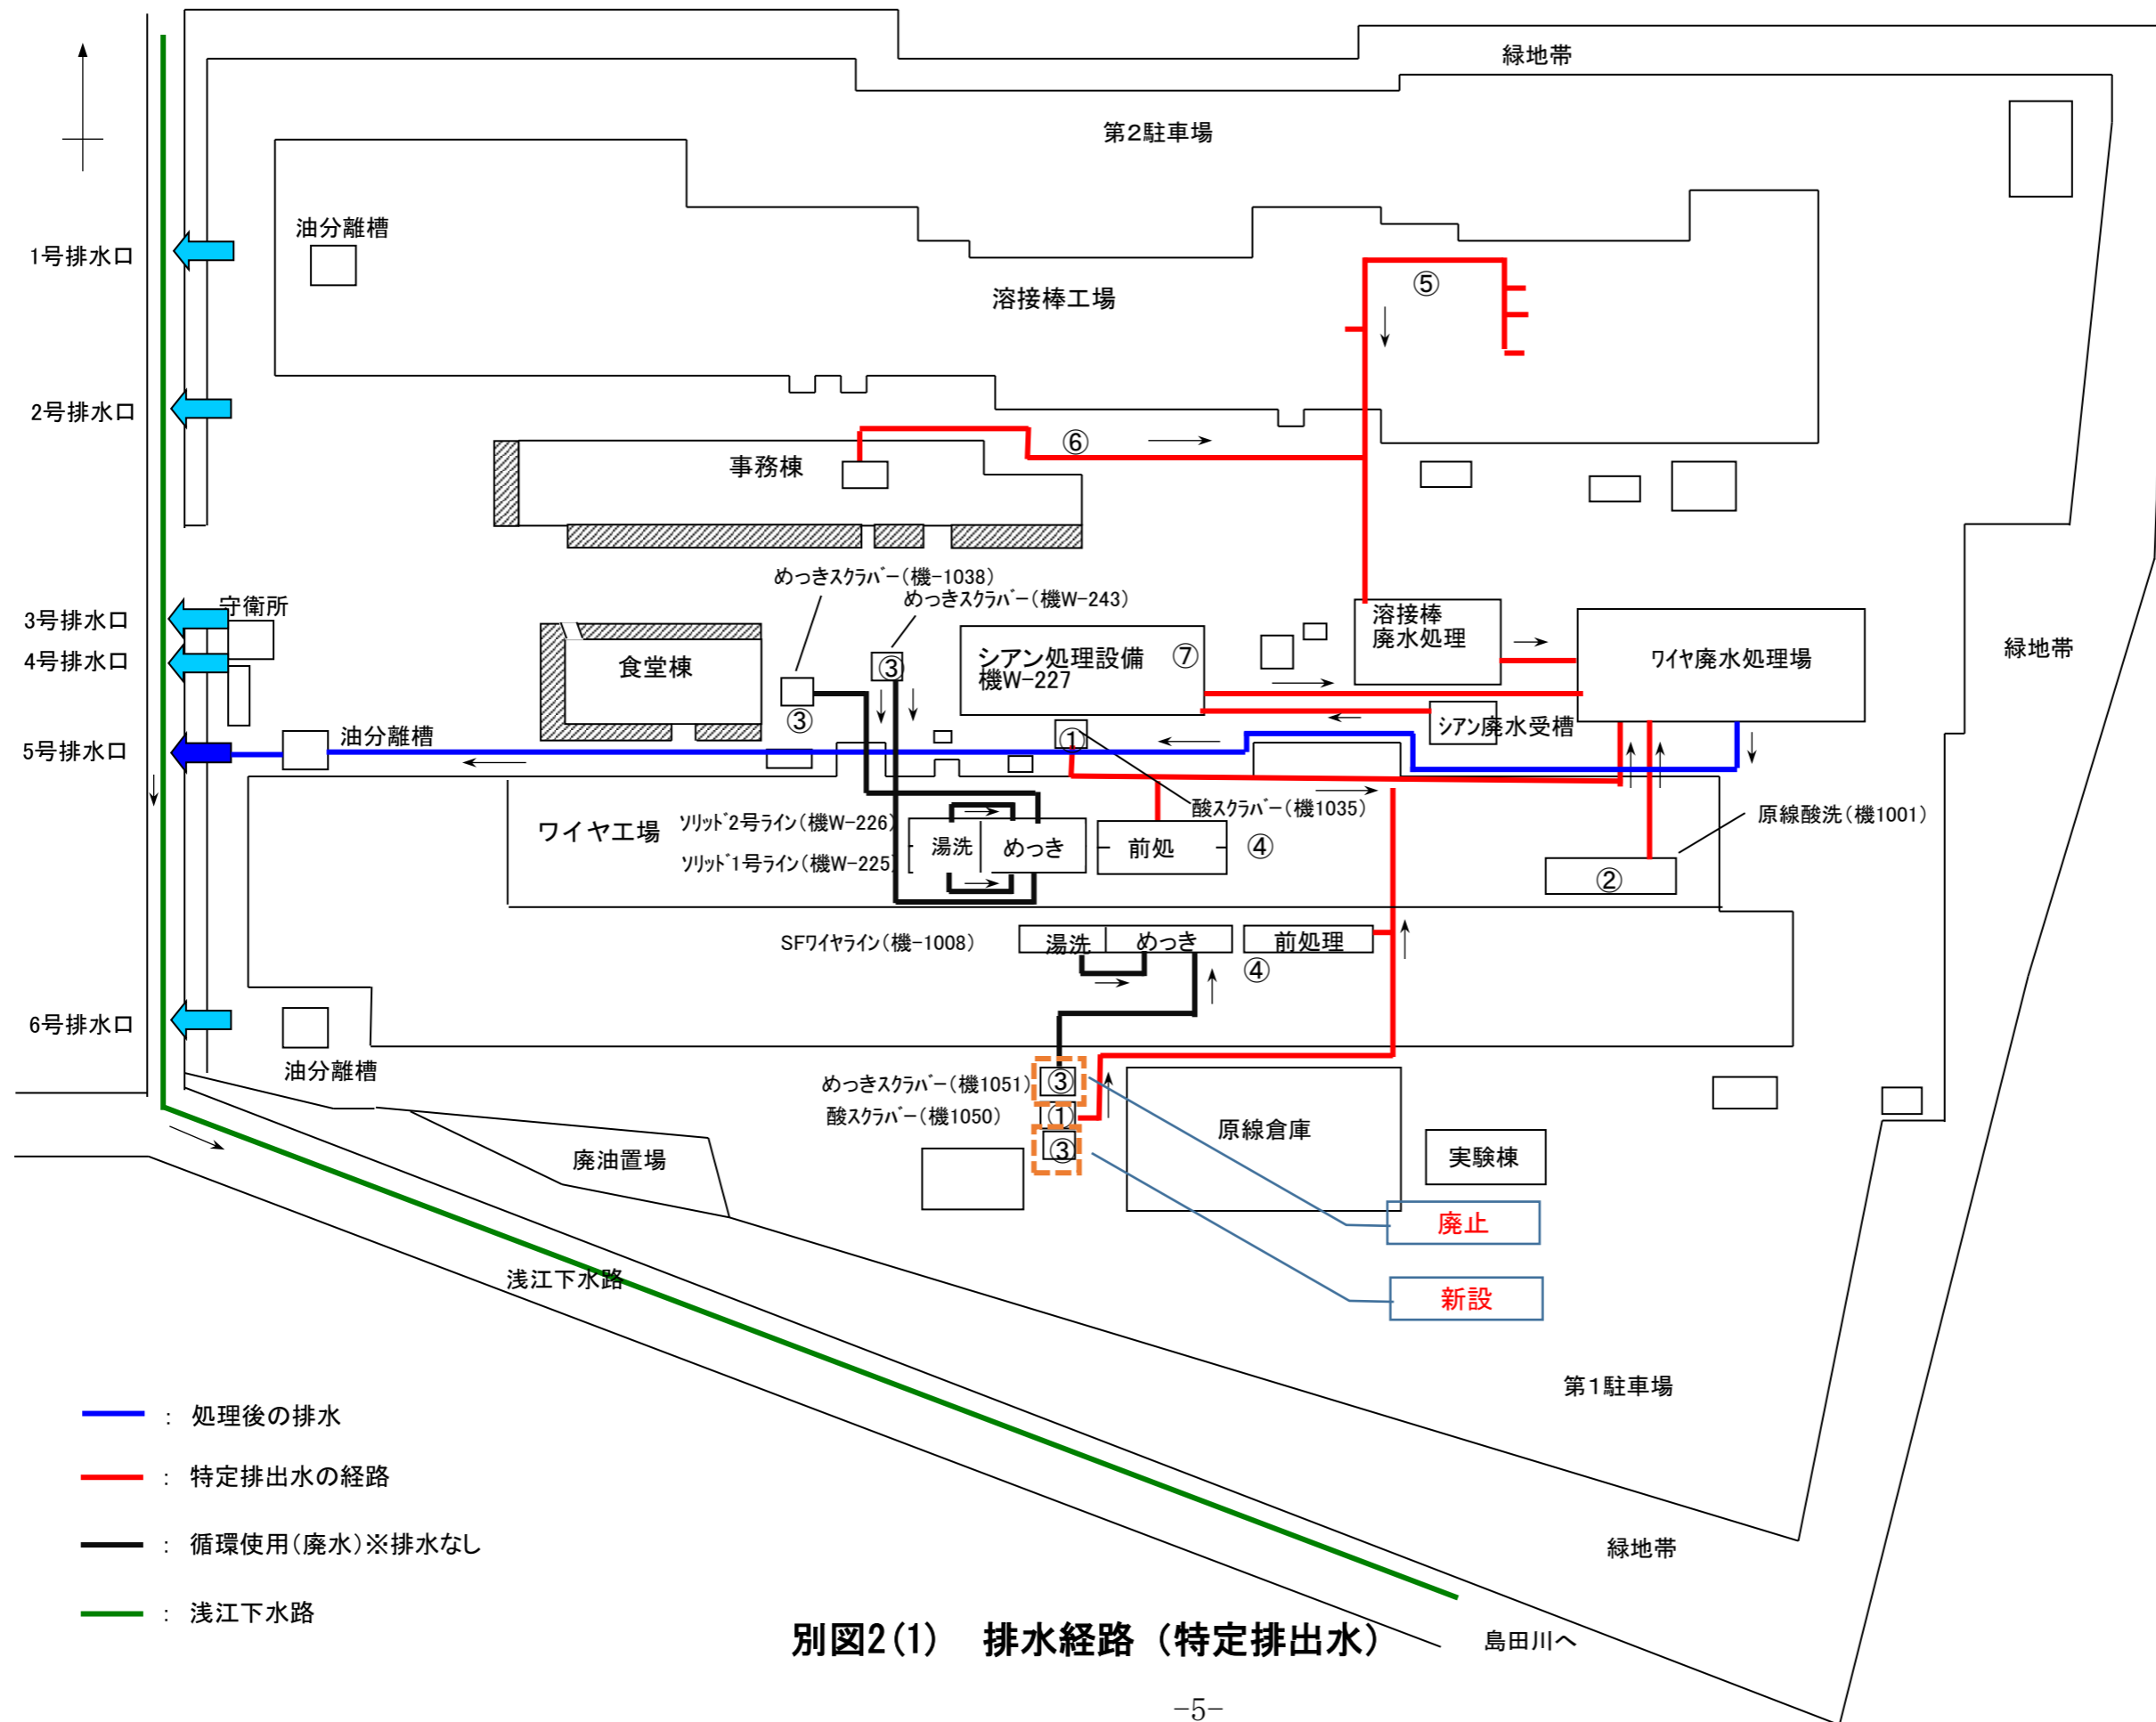 緑地帯
第2駐車場
油分離槽
1号排水口
⑤
溶接棒工場
2号排水口
⑥
事務棟
めっきスクラバー(機-1038)
めっきスクラバー(機W-243)
守衛所
3号排水口
4号排水口
溶接棒
廃水処理
ワイヤ廃水処理場
緑地帯
食堂棟
③
③
シアン処理設備
機W-227
⑦
シアン廃水受槽
①
油分離槽
5号排水口
酸スクラバー(機1035)
原線酸洗(機1001)
ワイヤ工場
ソリッド2号ライン(機W-226)
ソリッド1号ライン(機W-225)
湯洗
めっき
前処
④
②
SFワイヤライン(機-1008)
湯洗
めっき
前処理
④
6号排水口
油分離槽
めっきスクラバー(機1051)
③
酸スクラバー(機1050)
①
③
原線倉庫
実験棟
廃油置場
廃止
浅江下水路
新設
第1駐車場
: 処理後の排水
: 特定排出水の経路
: 循環使用(廃水)※排水なし
: 浅江下水路
緑地帯
別図2(1) 排水経路(特定排出水)
島田川へ
-5-